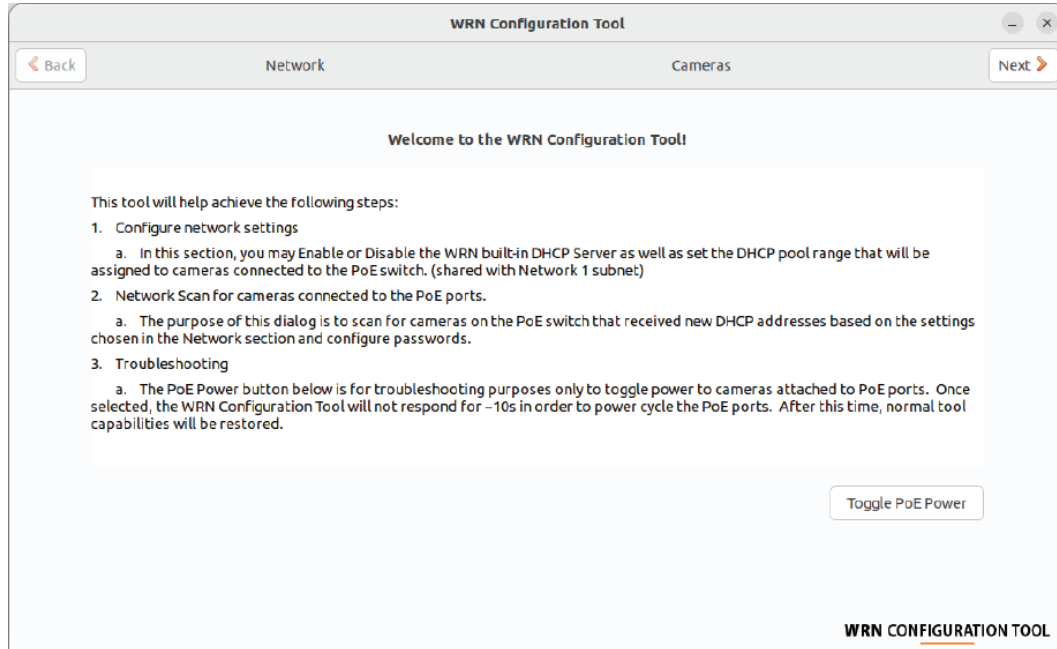 WRN Configuration Tool
Back
Network
Cameras
Next
Welcome to the WRN Configuration Tool!
This tool will help achieve the following steps:
1. Configure network settings
a. In this section, you may Enable or Disable the WRN built-in DHCP Server as well as set the DHCP pool range that will be
assigned to cameras connected to the PoE switch. (shared with Network 1 subnet)
2. Network Scan for cameras connected to the PoE ports.
a. The purpose of this dialog is to scan for cameras on the PoE switch that received new DHCP addresses based on the settings
chosen in the Network section and configure passwords.
3. Troubleshooting
a. The PoE Power button below is for troubleshooting purposes only to toggle power to cameras attached to PoE ports. Once
selected, the WRN Configuration Tool will not respond for ~10s in order to power cycle the PoE ports. After this time, normal tool
capabilities will be restored.
Toggle PoE Power
WRN CONFIGURATION TOOL